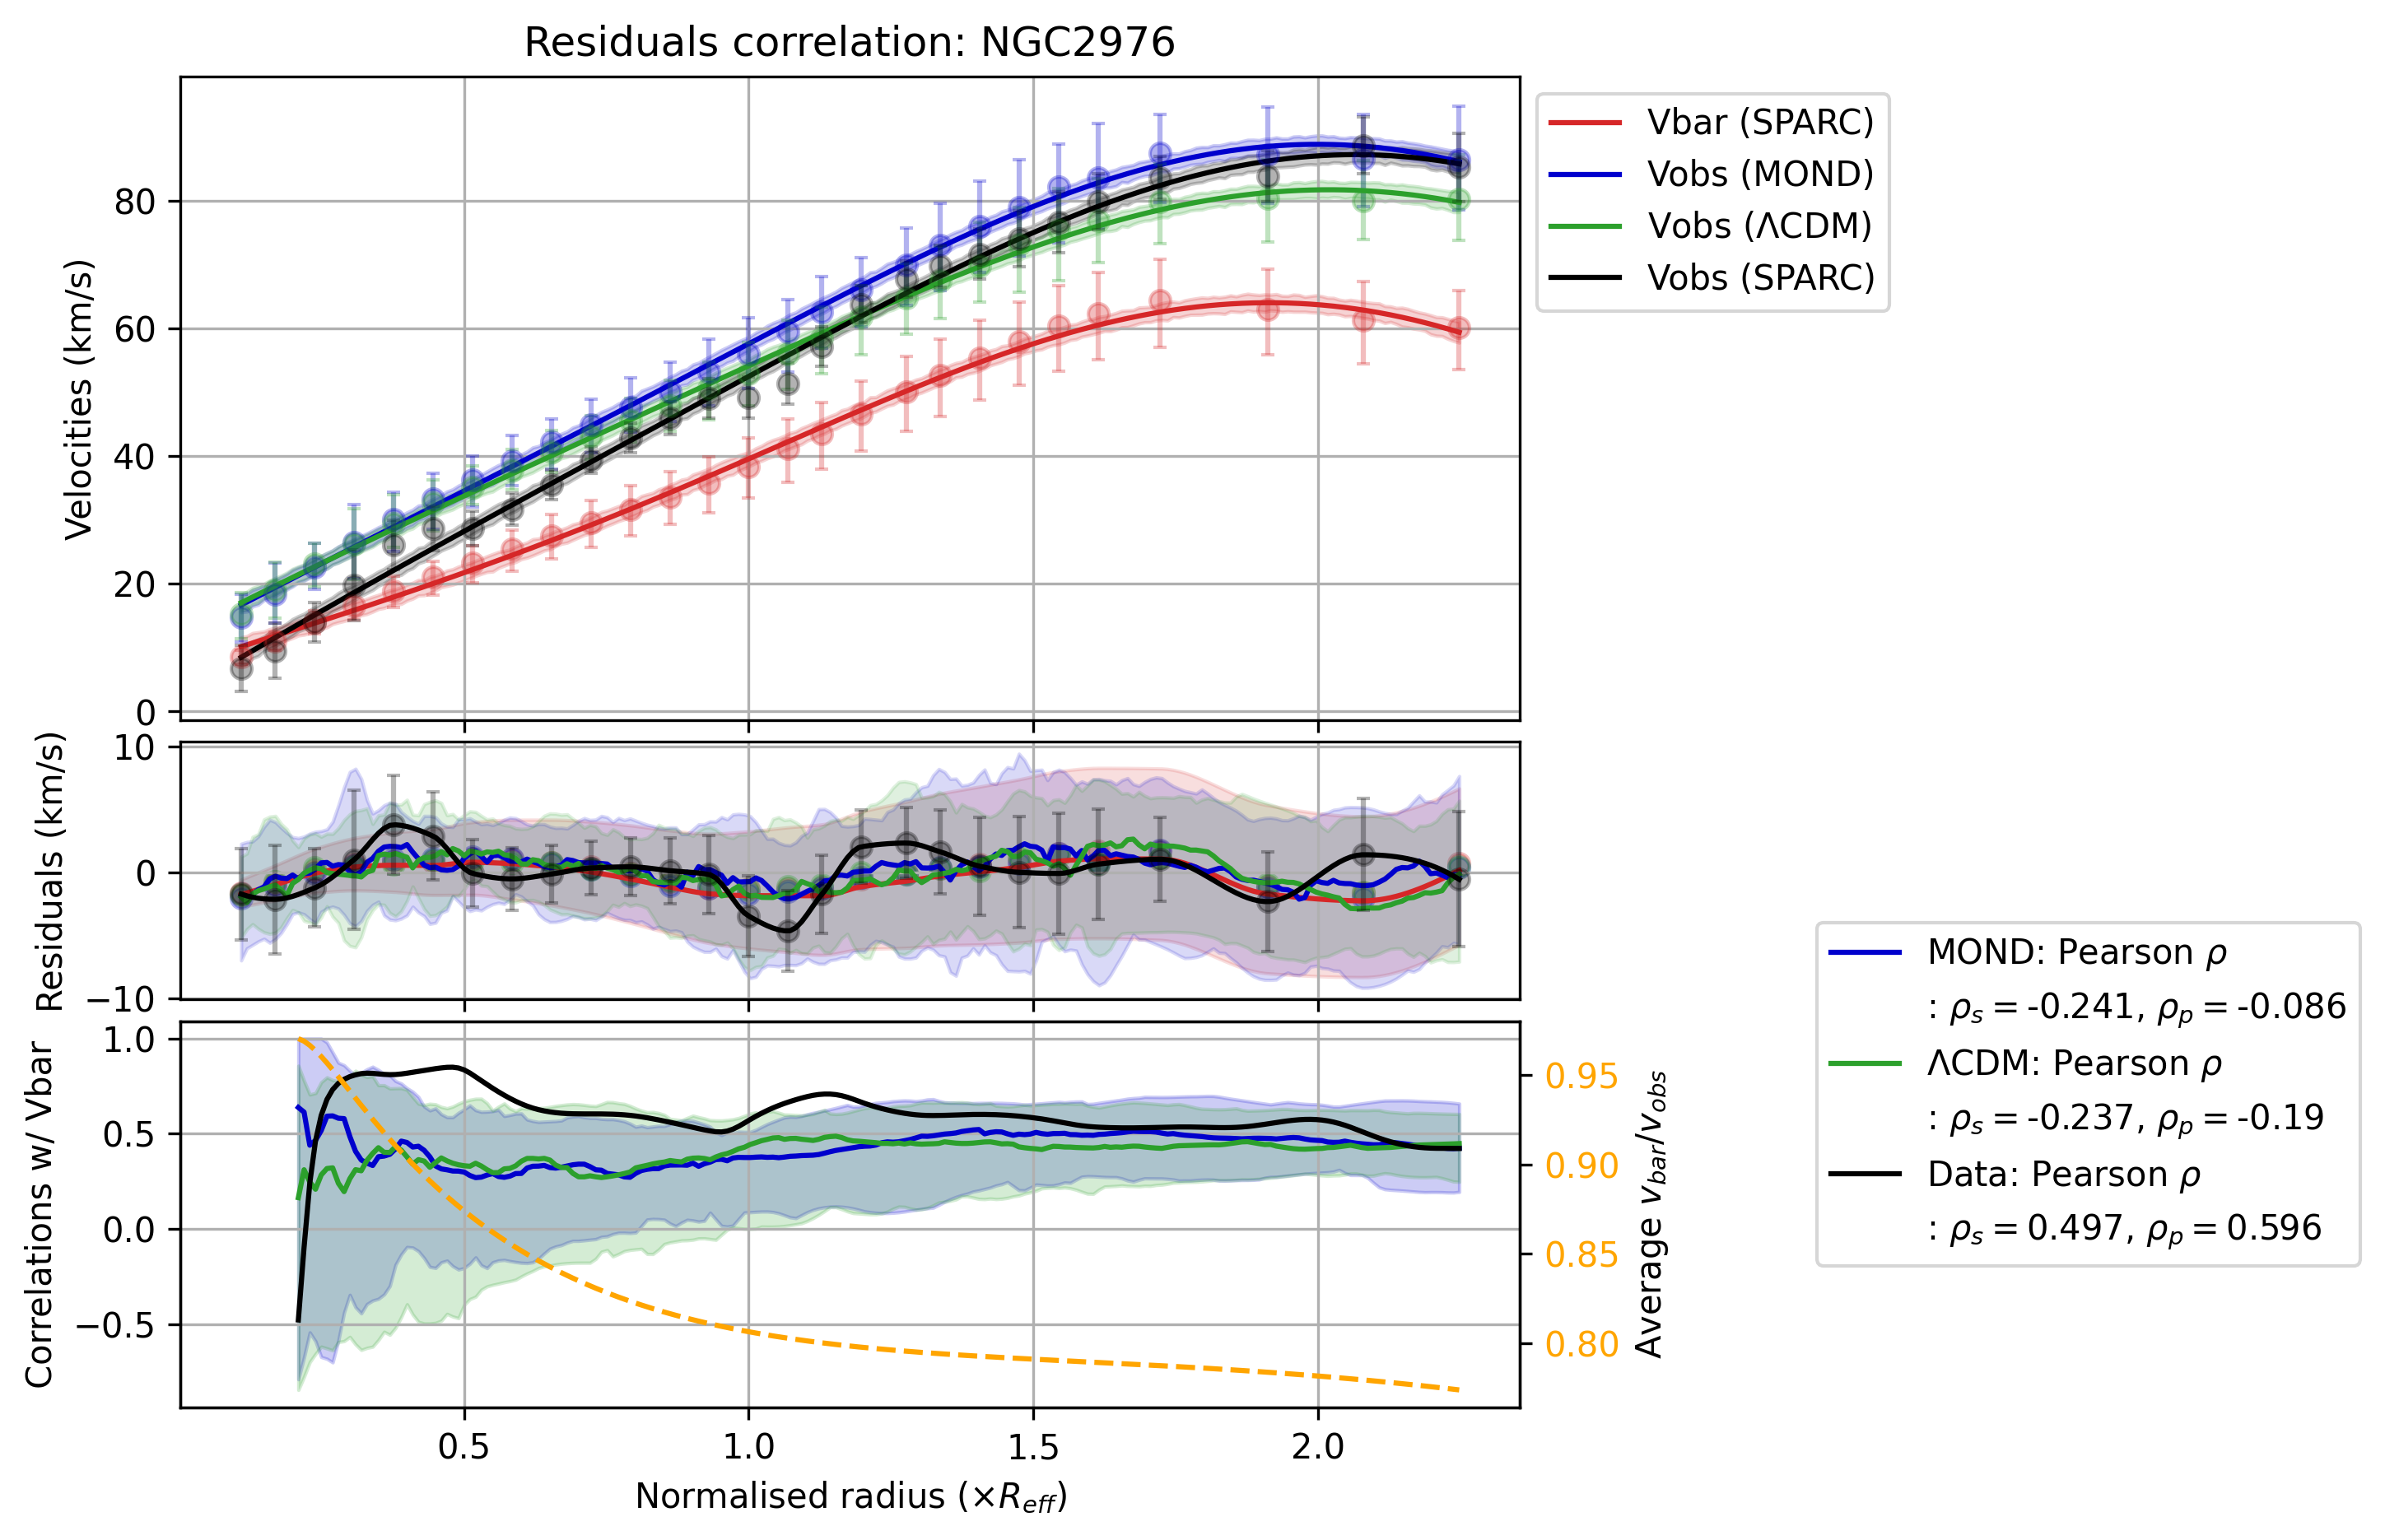 Residuals correlation: NGC2976
Velocities (km/s)
80
60
40
20
0
Vbar (SPARC)
Vobs (MOND)
Vobs (ΛCDM)
Vobs (SPARC)
Residuals (km/s)
10
0
−10
Correlations w/ Vbar
1.0
0.5
0.0
−0.5
0.95
0.90
0.85
0.80
Average v_bar/v_obs
MOND: Pearson ρ
: ρ_s = -0.241, ρ_p = -0.086
ΛCDM: Pearson ρ
: ρ_s = -0.237, ρ_p = -0.19
Data: Pearson ρ
: ρ_s = 0.497, ρ_p = 0.596
0.5 1.0 1.5 2.0
Normalised radius (×R_eff)